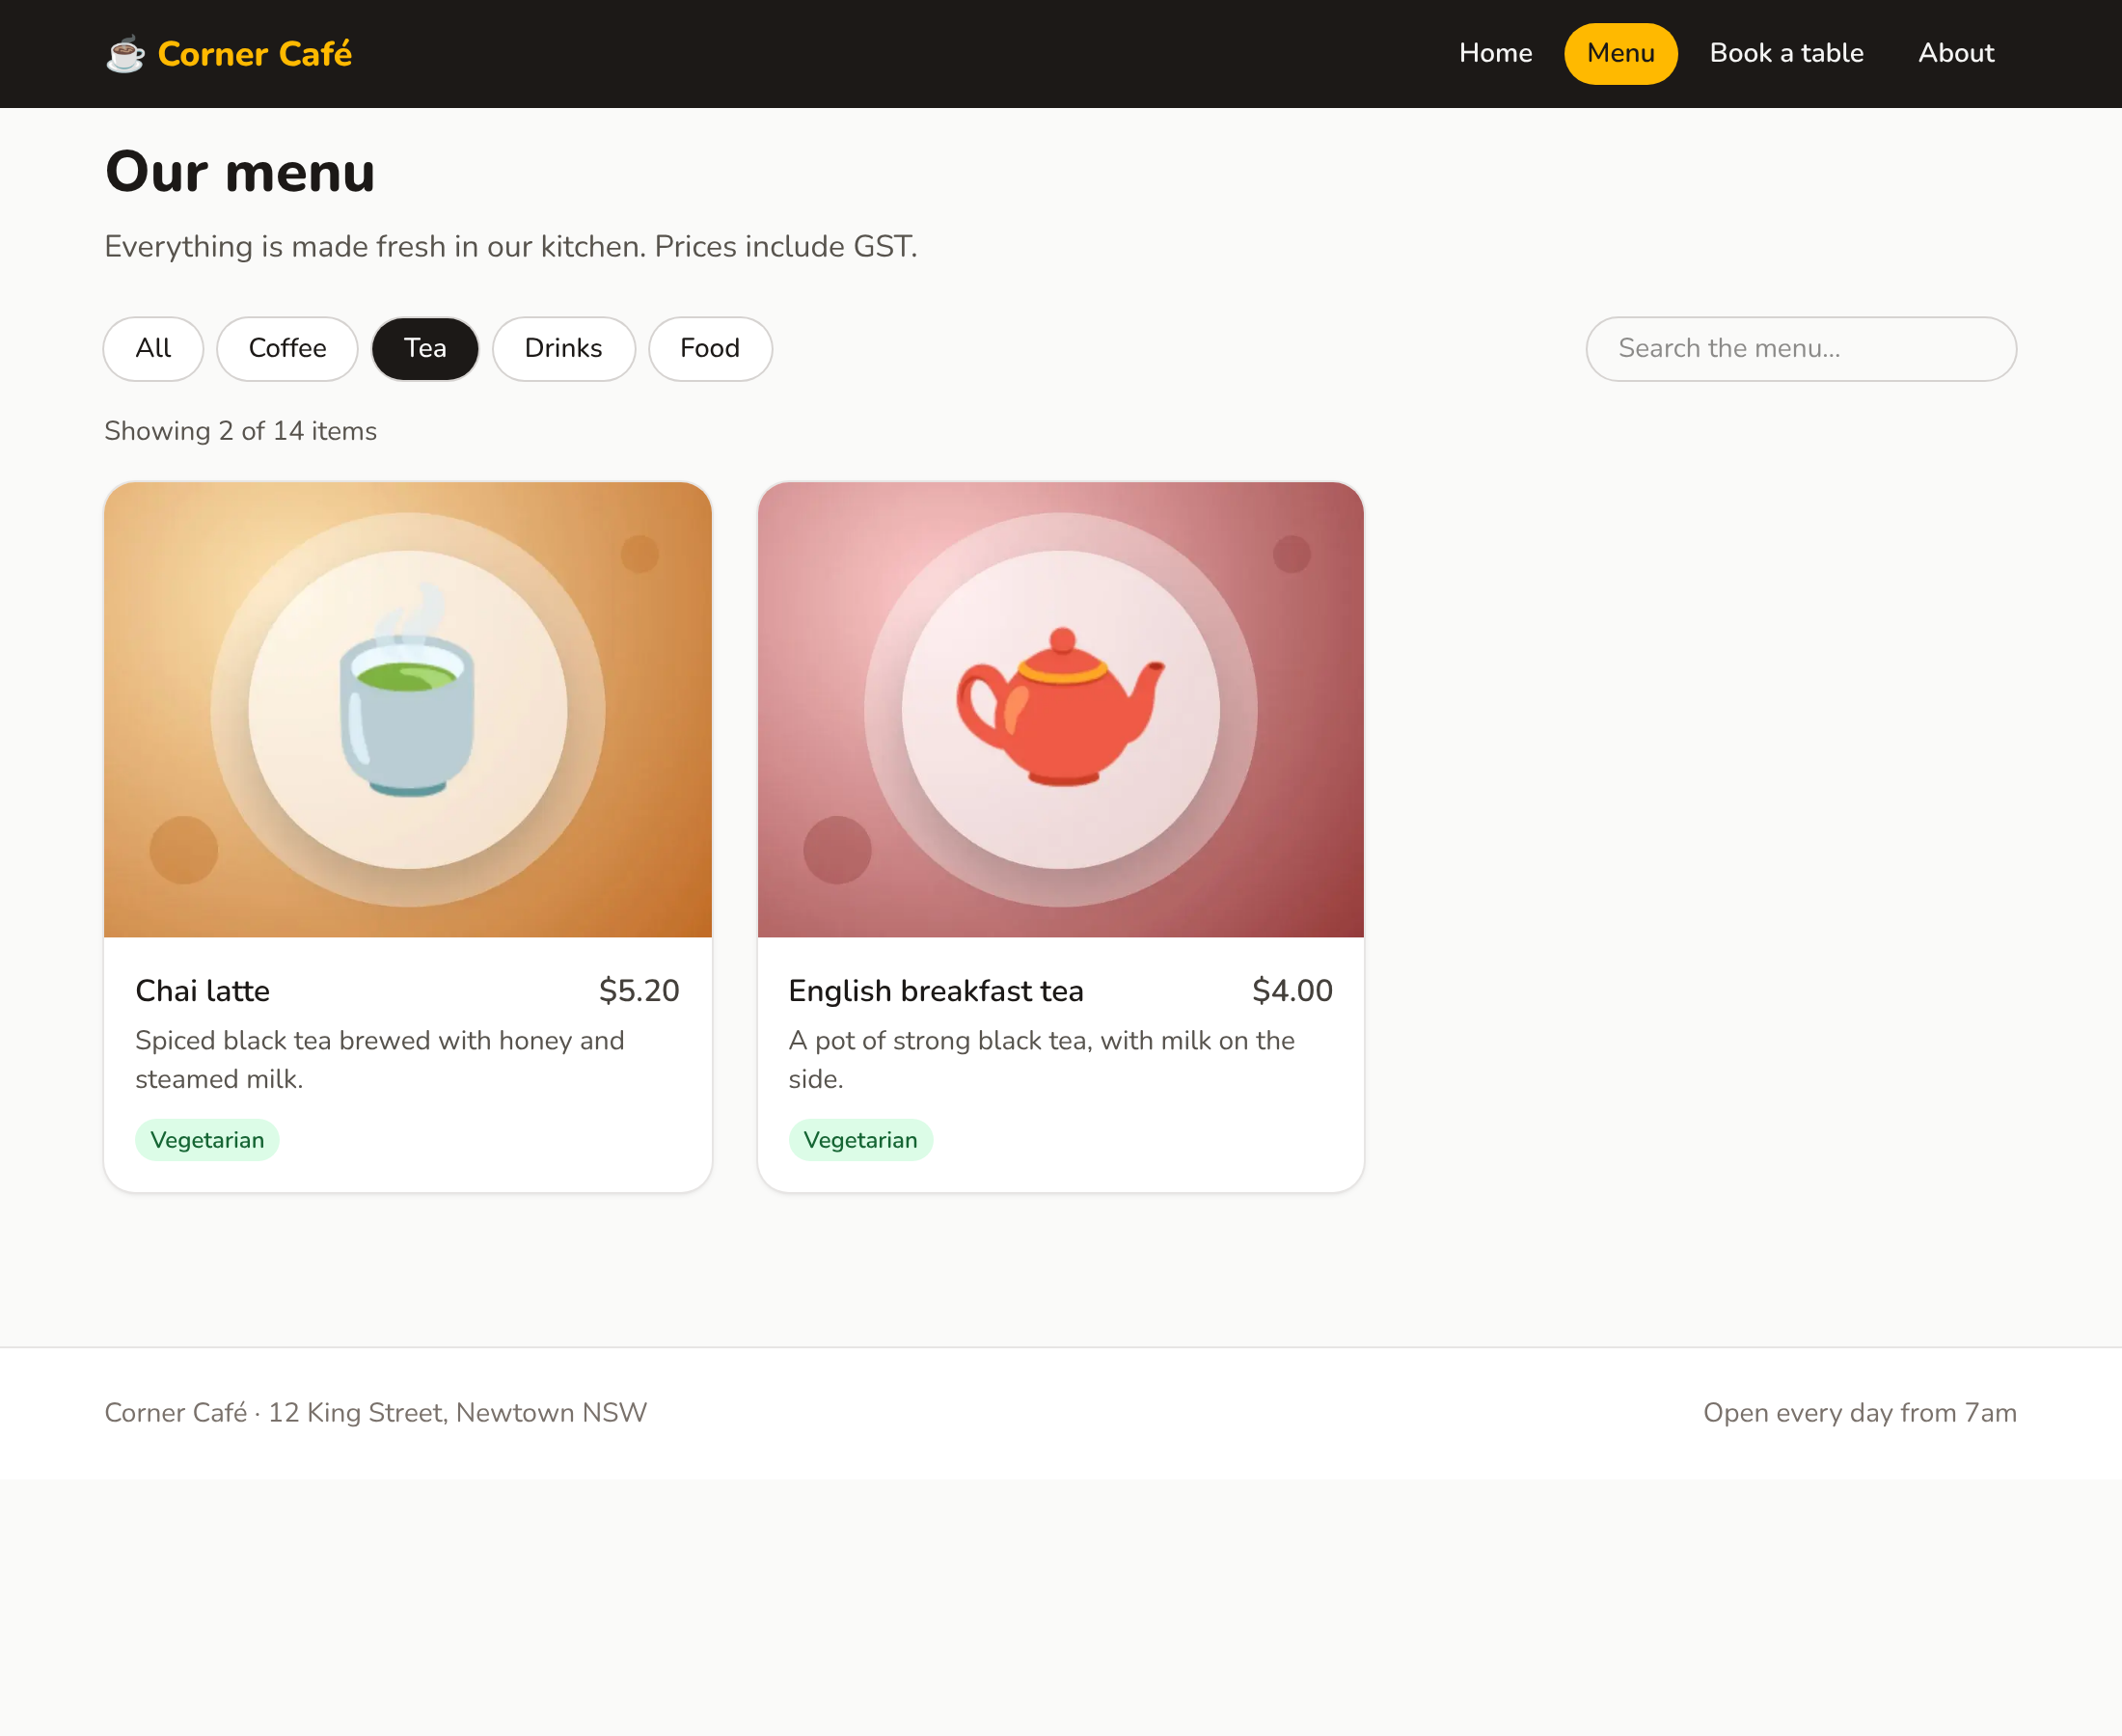 Corner Café
Home
Menu
Book a table
About
Our menu
Everything is made fresh in our kitchen. Prices include GST.
All
Coffee
Tea
Drinks
Food
Search the menu...
Showing 2 of 14 items
Chai latte
$5.20
Spiced black tea brewed with honey and
steamed milk.
Vegetarian
English breakfast tea
$4.00
A pot of strong black tea, with milk on the
side.
Vegetarian
Corner Café · 12 King Street, Newtown NSW
Open every day from 7am